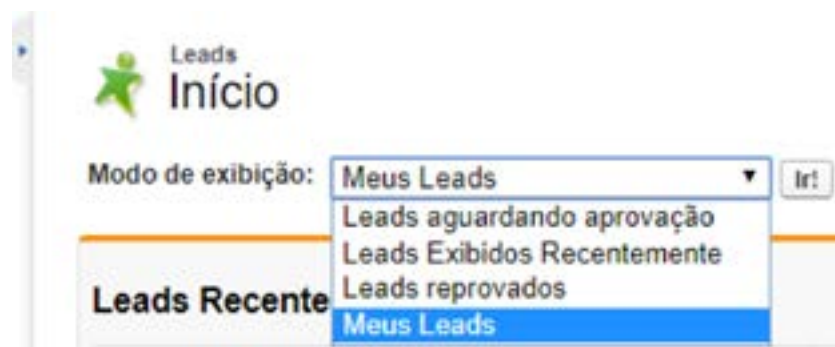 Leads
Início
Modo de exibição: Meus Leads Ir!
Leads aguardando aprovação
Leads Exibidos Recentemente
Leads reprovados
Meus Leads
Leads Recente